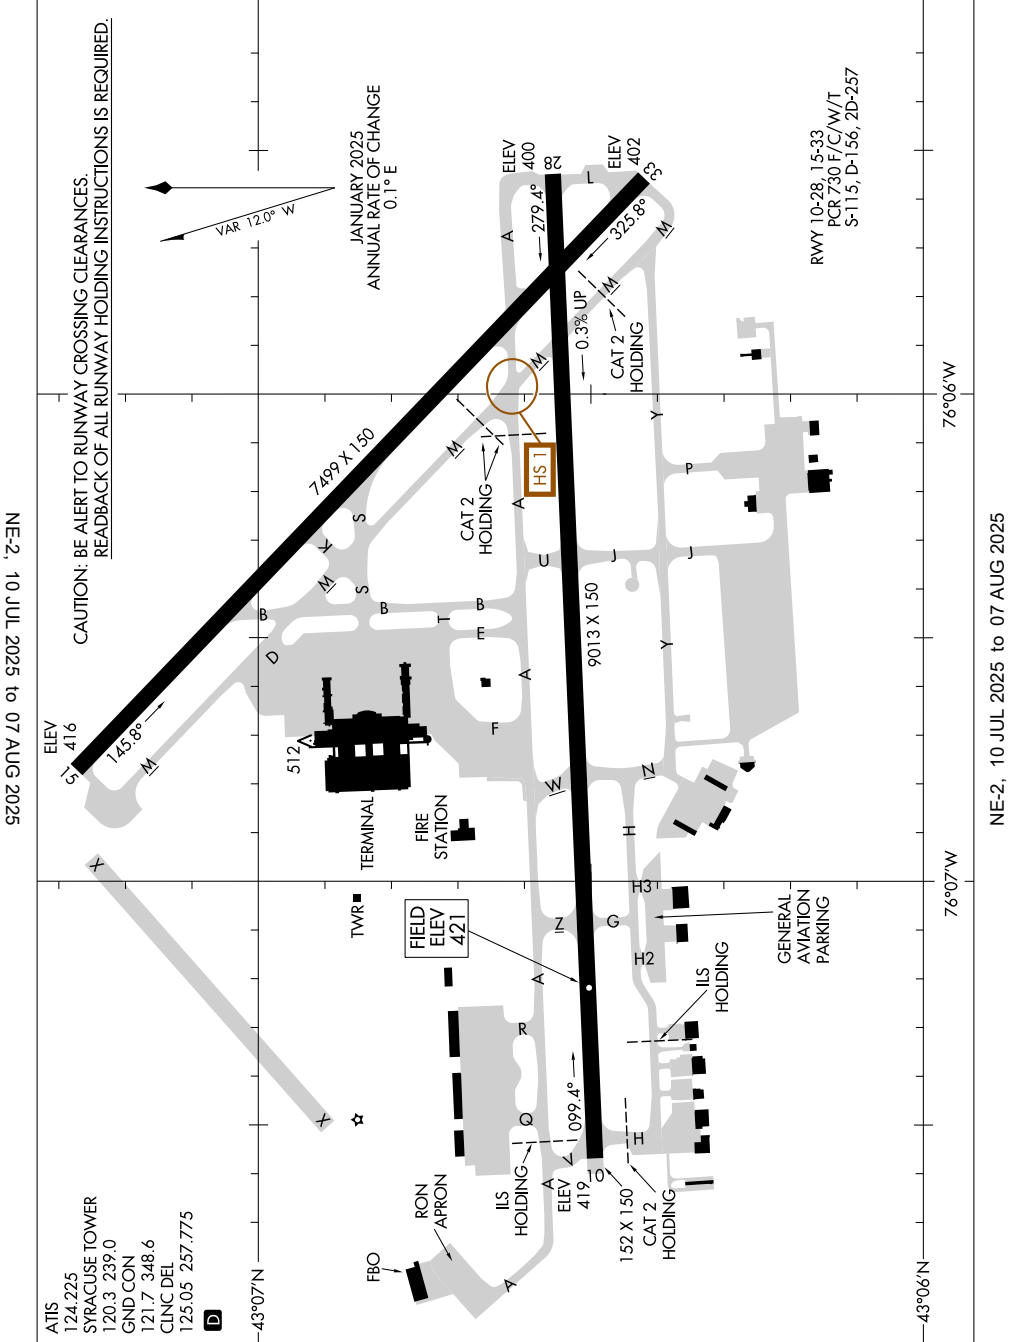 CAUTION: BE ALERT TO RUNWAY CROSSING CLEARANCES.
READBACK OF ALL RUNWAY HOLDING INSTRUCTIONS IS REQUIRED.
VAR 12.0° W
JANUARY 2025
ANNUAL RATE OF CHANGE
0.1° E
ELEV
400
28
279.4°
ELEV
402
33
325.8°
L
A
M
M
M
M
RWY 10-28, 15-33
PCR 730 F/C/W/T
S-115, D-156, 2D-257
0.3% UP
CAT 2
HOLDING
HS 1
CAT 2
HOLDING
7499 X 150
76°06'W
Y
P
A
S
K
M
S
B
B
B
T
E
U
J
J
9013 X 150
D
A
Y
F
ELEV
416
15
145.8°
M
512
TERMINAL
FIRE
STATION
W
N
H
X
TWR
FIELD
ELEV
421
Z
G
H3
H2
76°07'W
GENERAL
AVIATION
PARKING
ILS
HOLDING
A
R
Q
099.4°
X
H
V
10
ELEV
419
A
ILS
HOLDING
152 X 150
CAT 2
HOLDING
RON
APRON
FBO
A
ATIS
124.225
SYRACUSE TOWER
120.3 239.0
GND CON
121.7 348.6
CLNC DEL
125.05 257.775
D
43°07'N
43°06'N
NE-2, 10 JUL 2025 to 07 AUG 2025
NE-2, 10 JUL 2025 to 07 AUG 2025